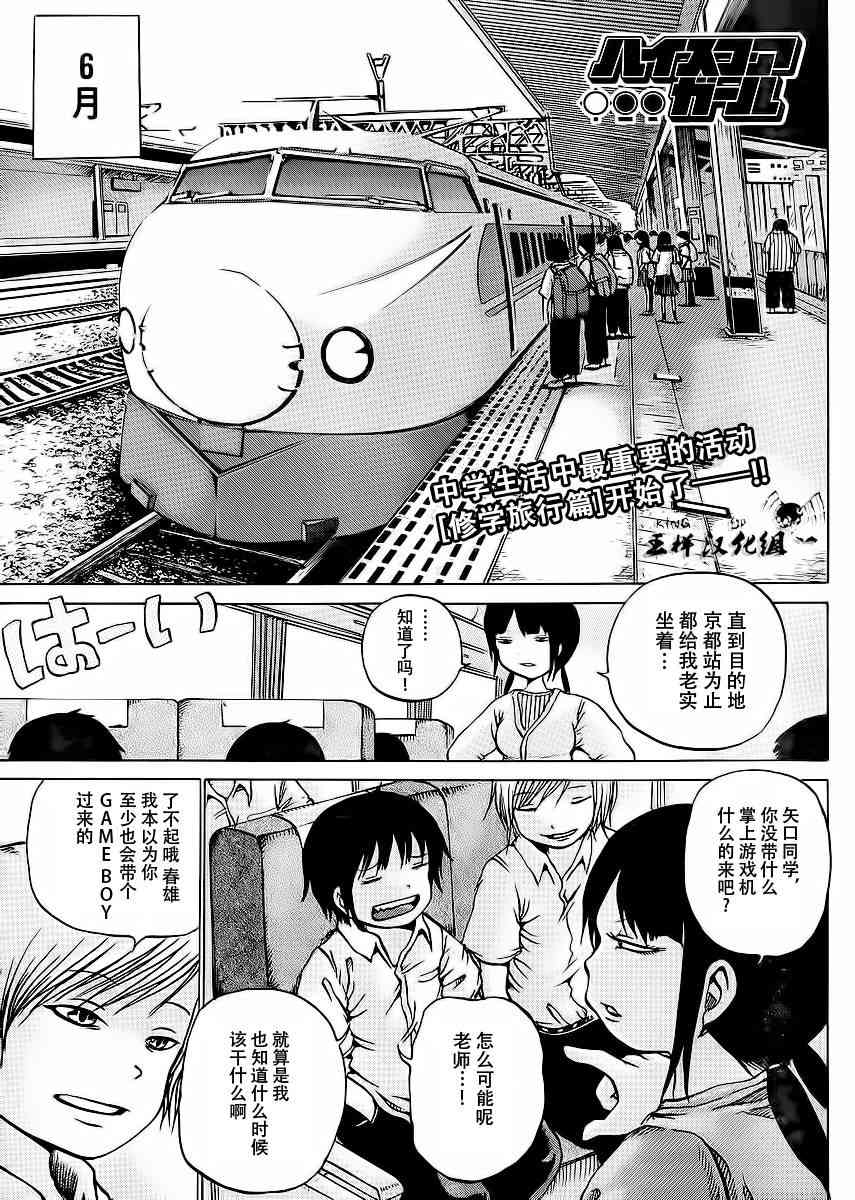 ハイスコア
ガール
6
月
中学生活中最重要的活动
[修学旅行篇]开始了——!!
KING UP
王样汉化组
直到目的地
京都站为止
都给我老实
坐着…
……
知道了吗!
はーい
矢口同学,
你没带什么
掌上游戏机
什么的来吧?
怎么可能呢
老师…!
就算是我
也知道什么时候
该干什么啊
了不起哦 春雄
我本以为你
至少也会带个
GAME BOY
过来的